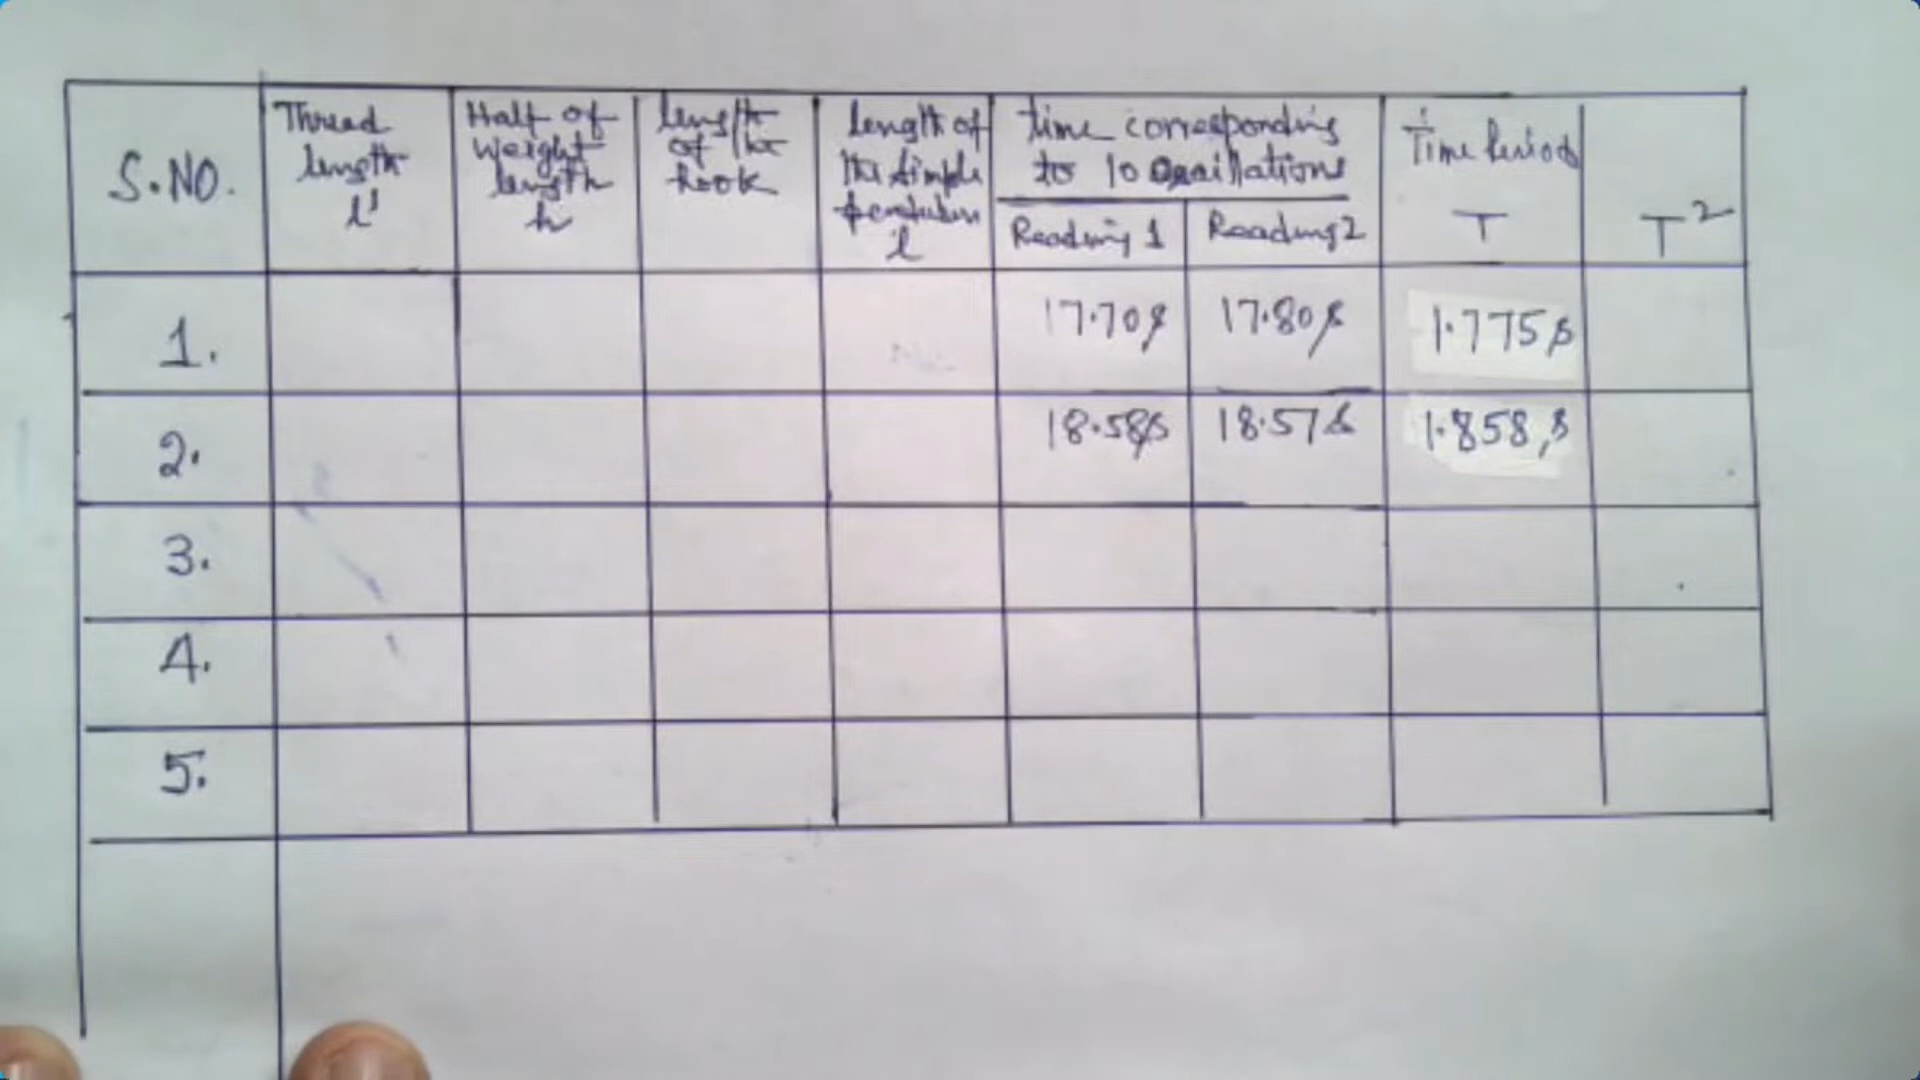 S.NO.
Thread
length
l'
Half of
weight
length
h
length
of the
hook
length of
the simple
pendulum
l
time corresponding
to 10 Oscillations
Reading 1
Reading 2
Time Period
T
T²
1.
17.70s
17.80s
1.775s
2.
18.58s
18.57s
1.858s
3.
4.
5.